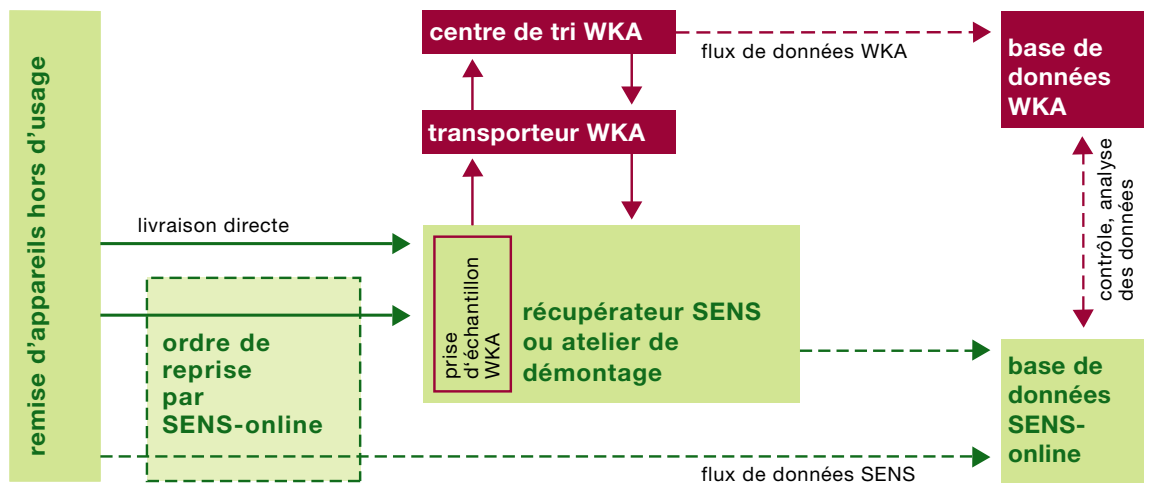 remise d'appareils hors d'usage
centre de tri WKA
flux de données WKA
base de
données
WKA
transporteur WKA
contrôle, analyse
des données
livraison directe
ordre de
reprise
par
SENS-online
prise
d'échantillon
WKA
récupérateur SENS
ou atelier de
démontage
base de
données
SENS-
online
flux de données SENS